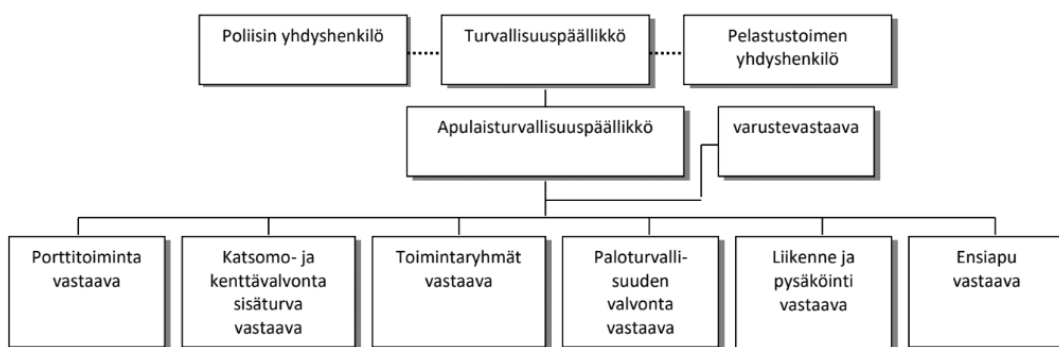 Poliisin yhdyshenkilö
Turvallisuuspäällikkö
Pelastustoimen
yhdyshenkilö
Apulaisturvallisuuspäällikkö
varustevastaava
Porttitoiminta
vastaava
Katsomo- ja
kenttävalvonta
sisäturva
vastaava
Toimintaryhmät
vastaava
Paloturvalli-
suuden
valvonta
vastaava
Liikenne ja
pysäköinti
vastaava
Ensiapu
vastaava